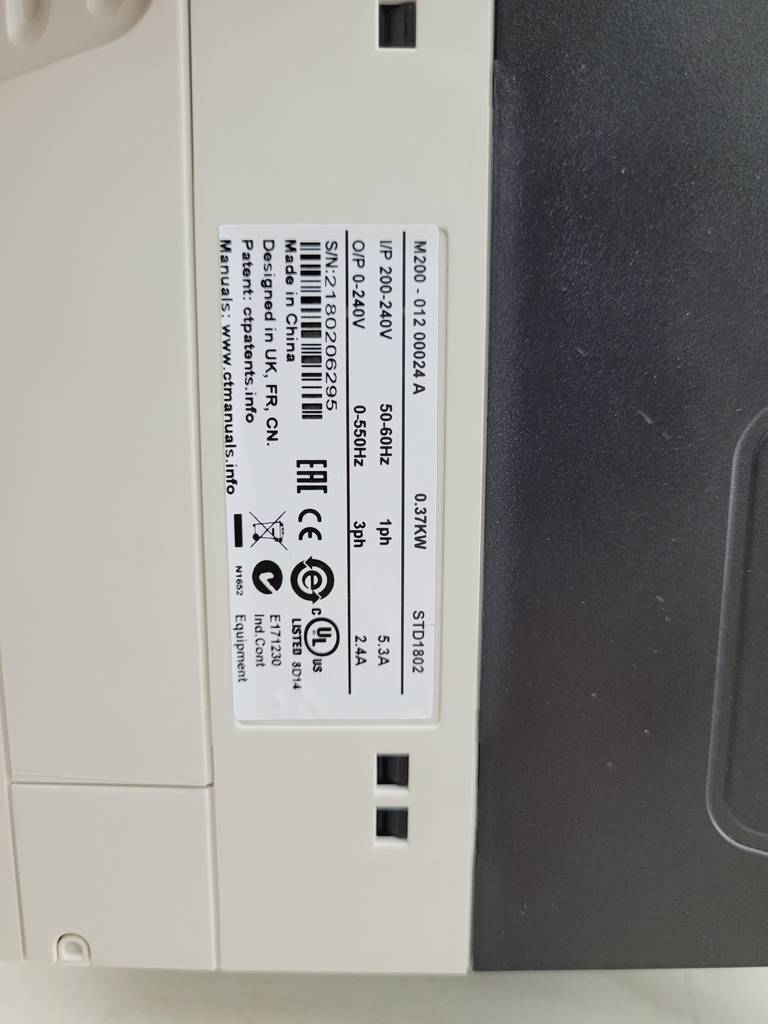 M200 - 012 00024 A 0.37KW STD1802
I/P 200-240V 50-60Hz 1ph 5.3A
O/P 0-240V 0-550Hz 3ph 2.4A
S/N:2180206295
Made in China
Designed in UK, FR, CN.
Patent: ctpatents.info
Manuals: www.ctmanuals.info
EAC CE
e
N1652
C UL US
LISTED 8D14
E171230
Ind.Cont
Equipment